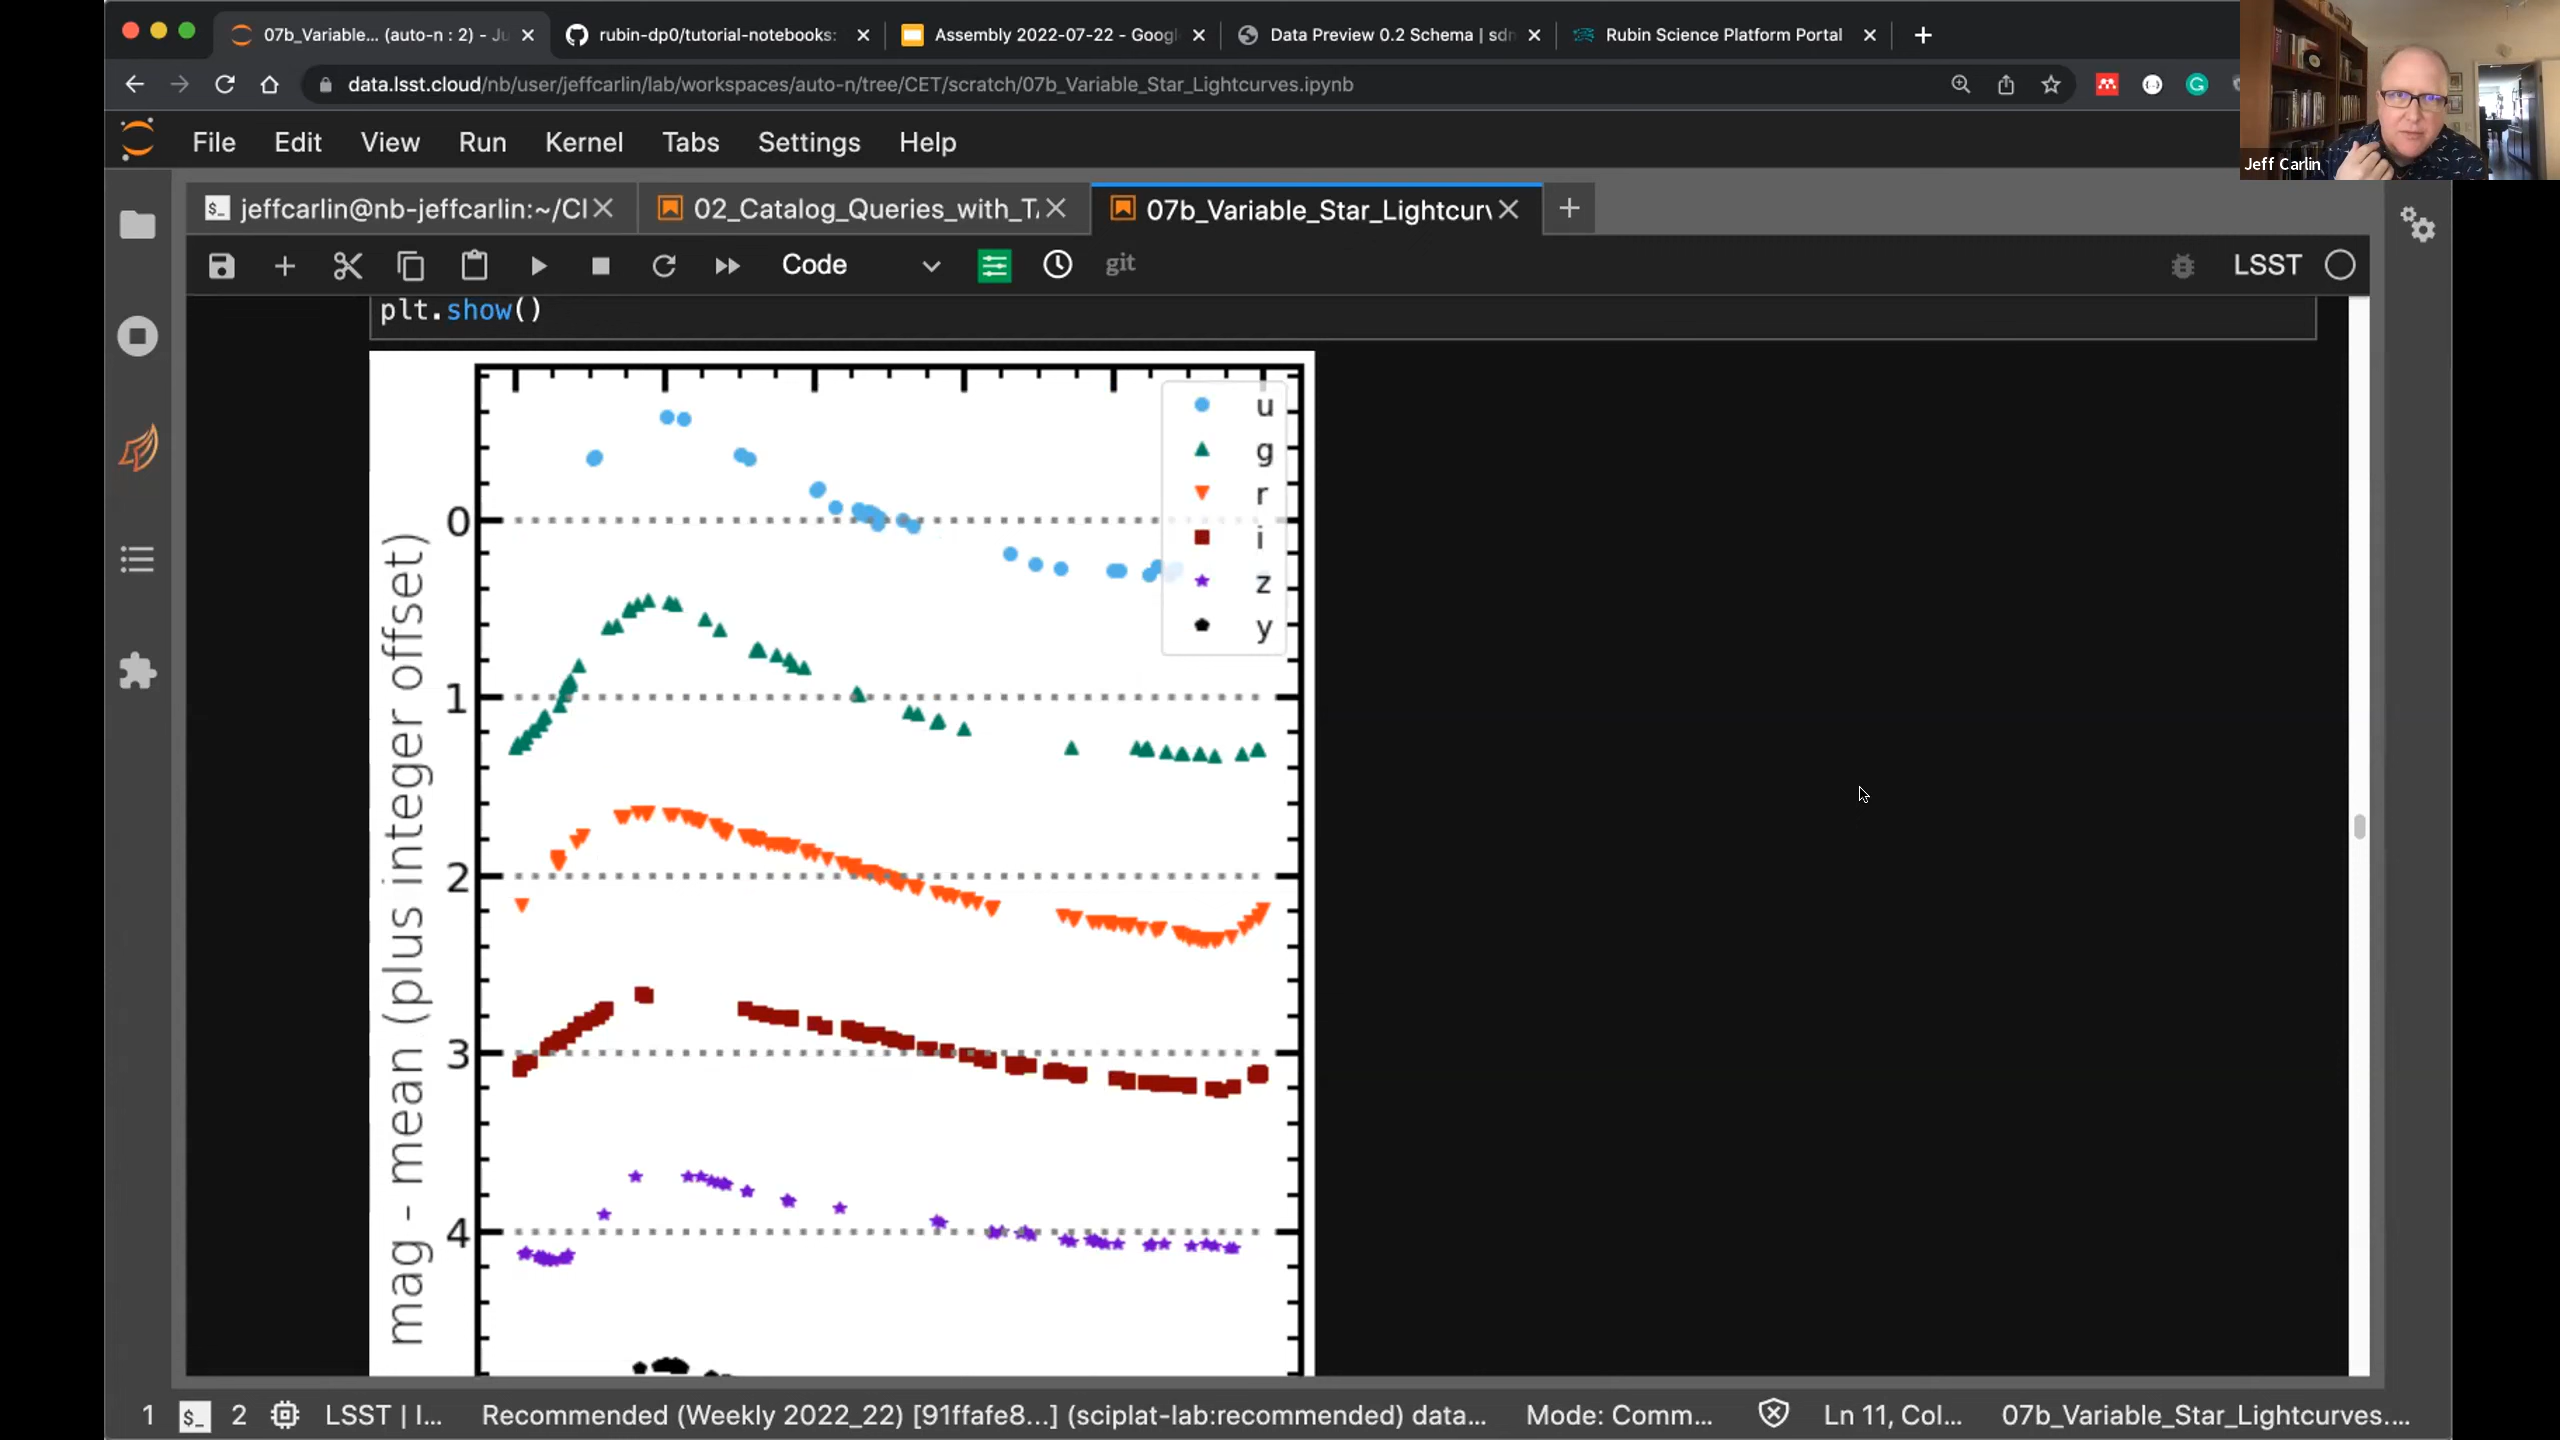 07b_Variable... (auto-n : 2) - Ju
rubin-dp0/tutorial-notebooks:
Assembly 2022-07-22 - Googl
Data Preview 0.2 Schema | sdn
Rubin Science Platform Portal
data.lsst.cloud/nb/user/jeffcarlin/lab/workspaces/auto-n/tree/CET/scratch/07b_Variable_Star_Lightcurves.ipynb
Jeff Carlin
File Edit View Run Kernel Tabs Settings Help
jeffcarlin@nb-jeffcarlin:~/CI
02_Catalog_Queries_with_T
07b_Variable_Star_Lightcurv
Code
git
LSST
plt.show()
u
g
r
i
z
y
0
1
2
3
4
mag - mean (plus integer offset)
1 $_ 2 LSST | I... Recommended (Weekly 2022_22) [91ffafe8...] (sciplat-lab:recommended) data... Mode: Comm... Ln 11, Col... 07b_Variable_Star_Lightcurves....